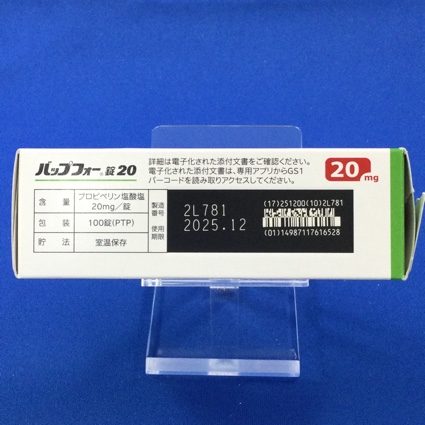 バップフォー®錠20
詳細は電子化された添付文書をご確認ください。
電子化された添付文書は、専用アプリからGS1
バーコードを読み取りアクセスしてください。
20mg
含量 プロピベリン塩酸塩
20mg/錠
包装 100錠(PTP)
貯法 室温保存
製造番号 2L781
使用期限 2025.12
(17)251200(10)2L781
(01)14987117616528